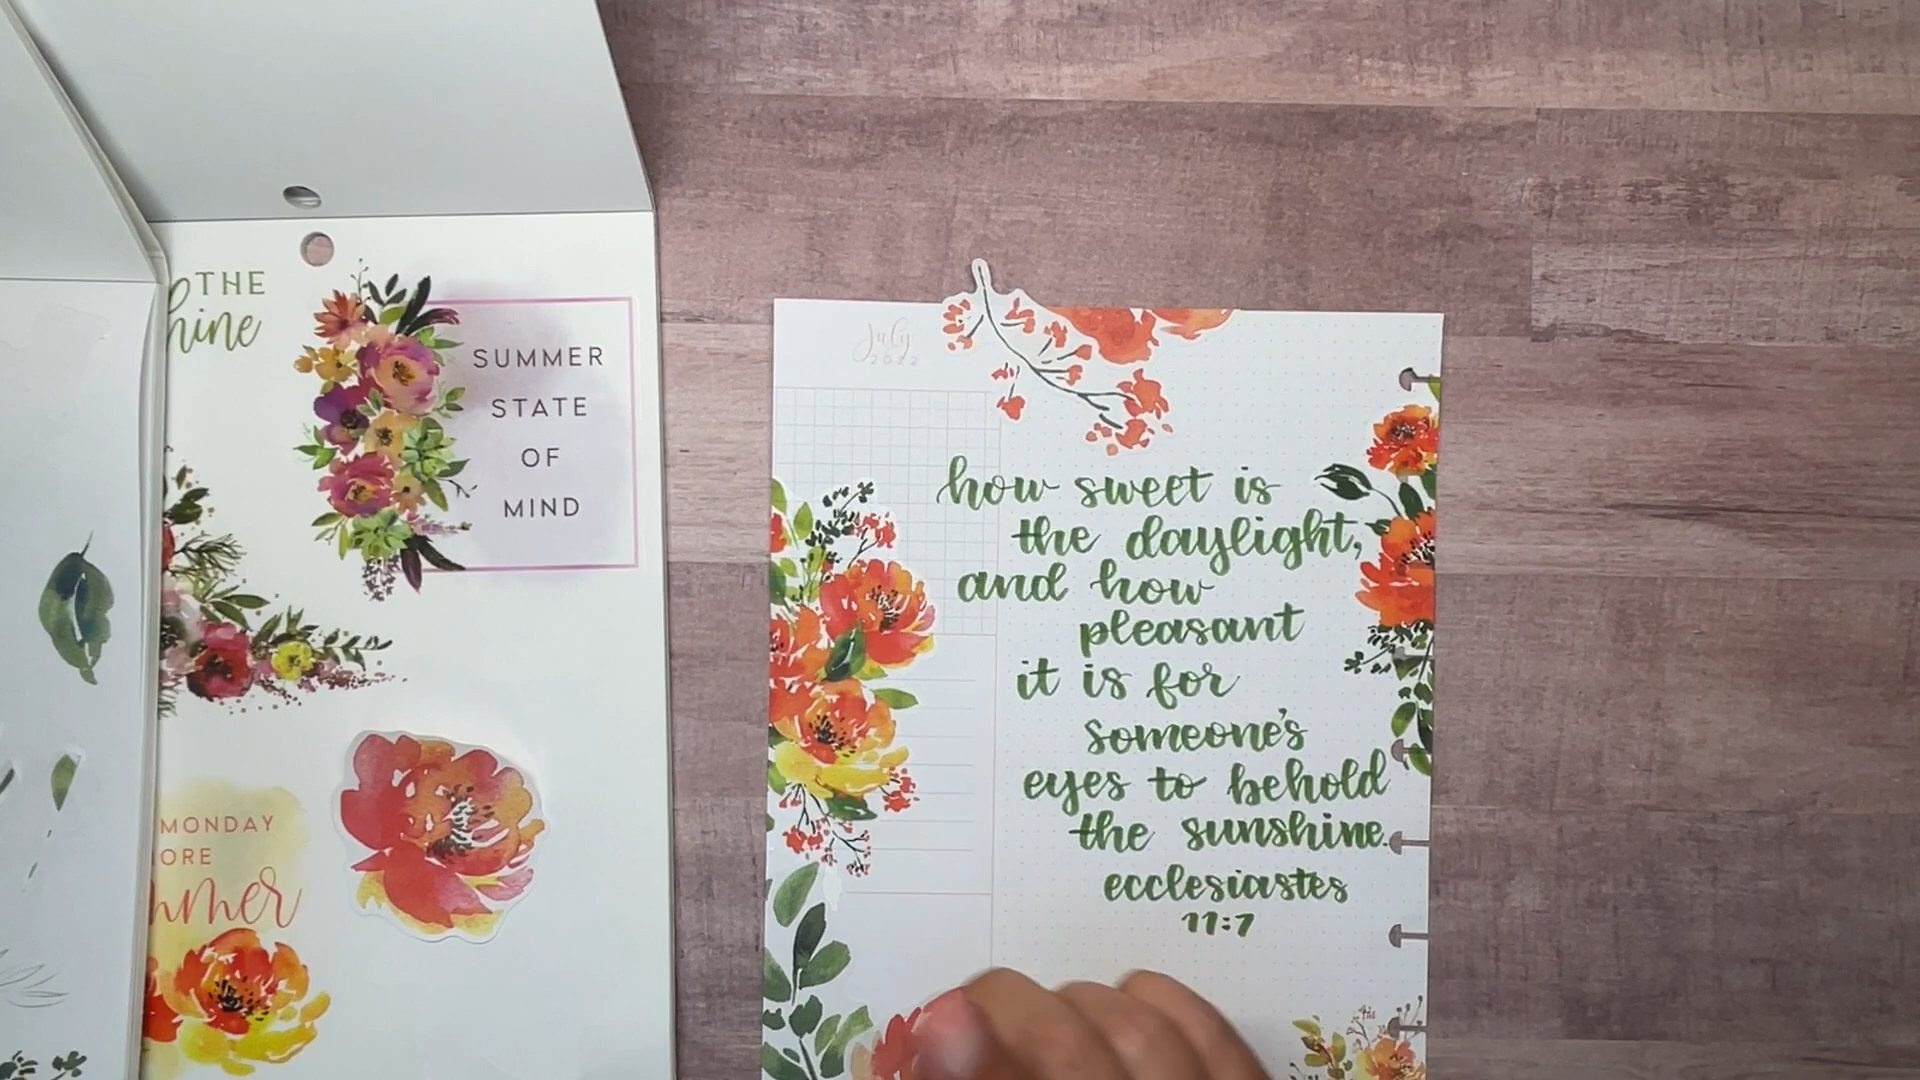 THE
hine
SUMMER
STATE
OF
MIND
MONDAY
ORE
mmer
July
2022
how sweet is
the daylight,
and how
pleasant
it is for
someone's
eyes to behold
the sunshine.
ecclesiastes
11:7